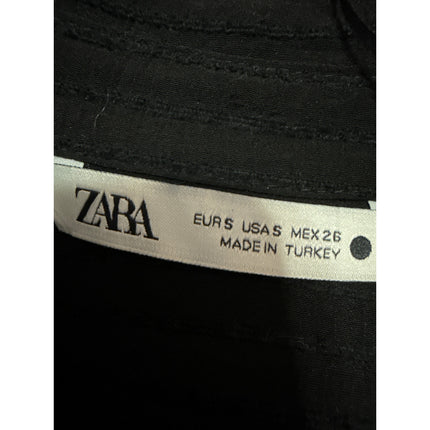 ZARA
EUR S USA S MEX 26
MADE IN TURKEY